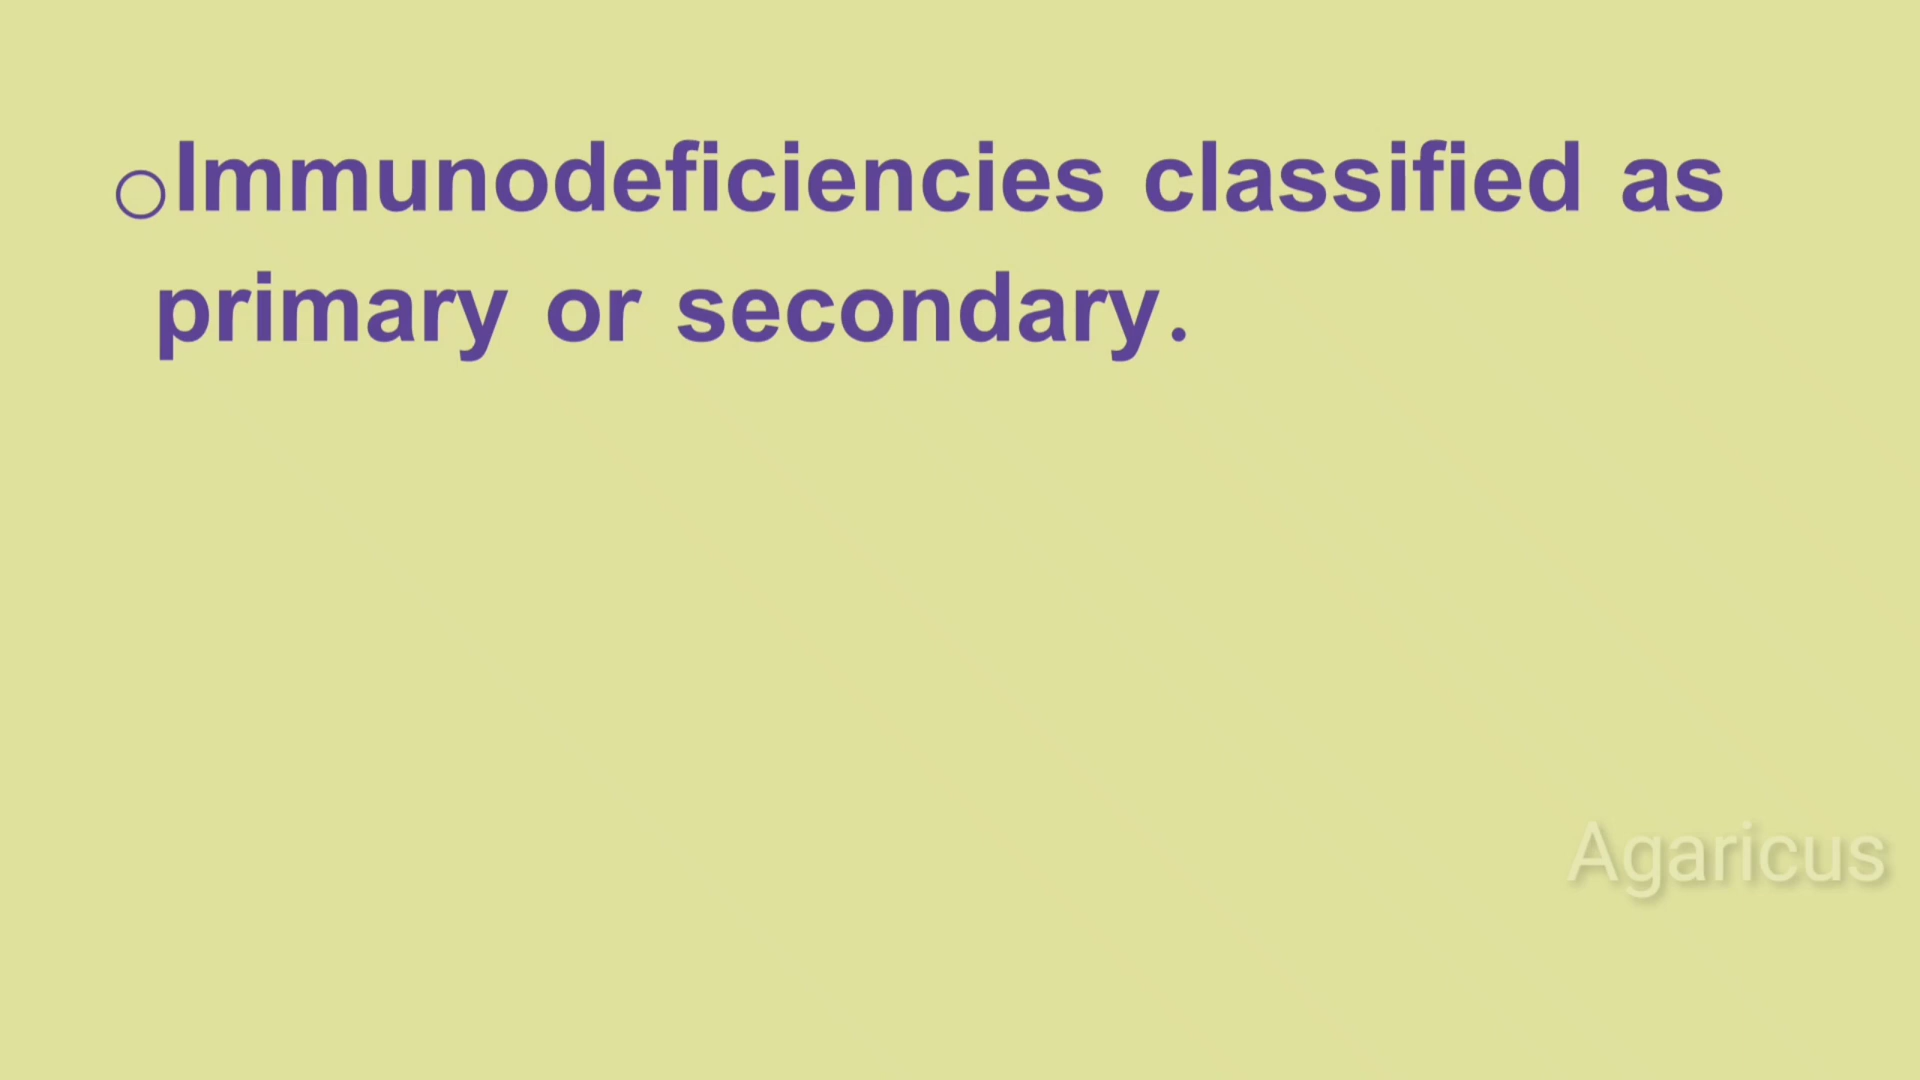 ○Immunodeficiencies classified as
primary or secondary.
Agaricus